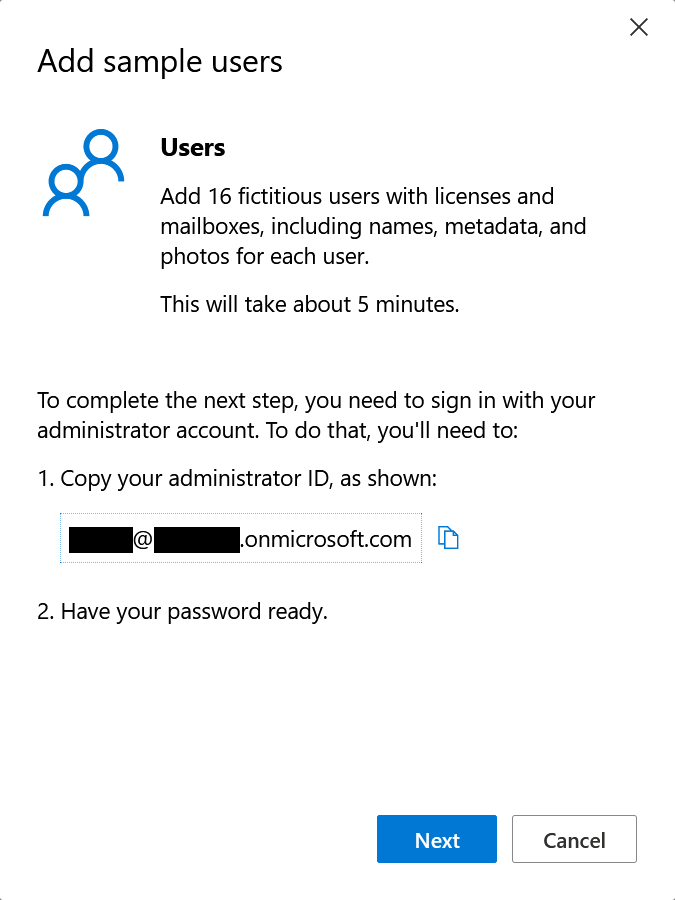 Add sample users
Users
Add 16 fictitious users with licenses and
mailboxes, including names, metadata, and
photos for each user.
This will take about 5 minutes.
To complete the next step, you need to sign in with your
administrator account. To do that, you'll need to:
1. Copy your administrator ID, as shown:
@ .onmicrosoft.com
2. Have your password ready.
Next
Cancel